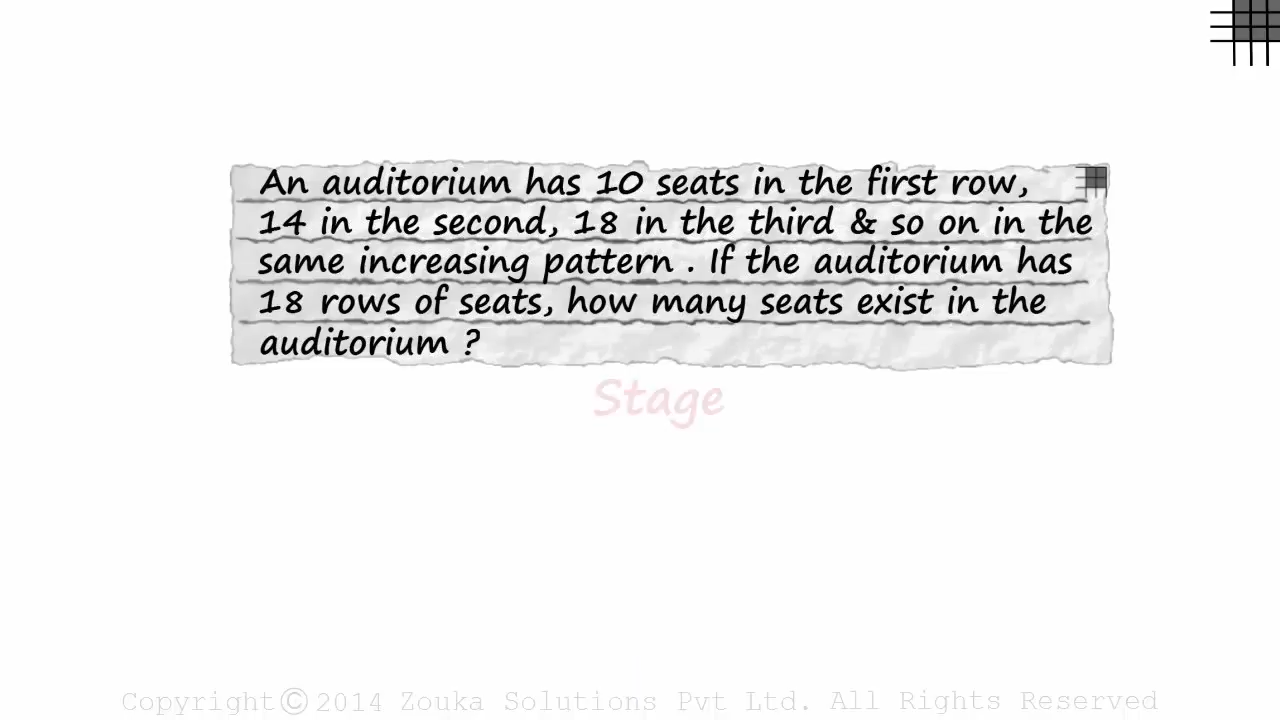 An auditorium has 10 seats in the first row,
14 in the second, 18 in the third & so on in the
same increasing pattern . If the auditorium has
18 rows of seats, how many seats exist in the
auditorium ?
Stage
Copyright©2014 Zouka Solutions Pvt Ltd. All Rights Reserved